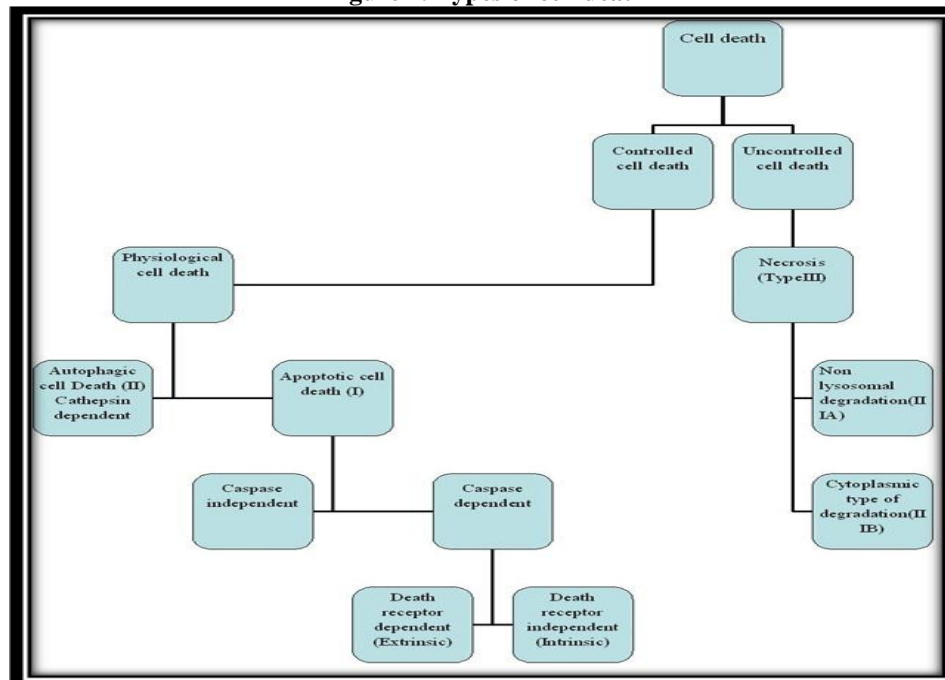 Cell death
Controlled
cell death
Uncontrolled
cell death
Physiological
cell death
Necrosis
(TypeIII)
Autophagic
cell Death (II)
Cathepsin
dependent
Apoptotic cell
death (I)
Non
lysosomal
degradation(II
IA)
Caspase
independent
Caspase
dependent
Cytoplasmic
type of
degradation(II
IB)
Death
receptor
dependent
(Extrinsic)
Death
receptor
independent
(Intrinsic)